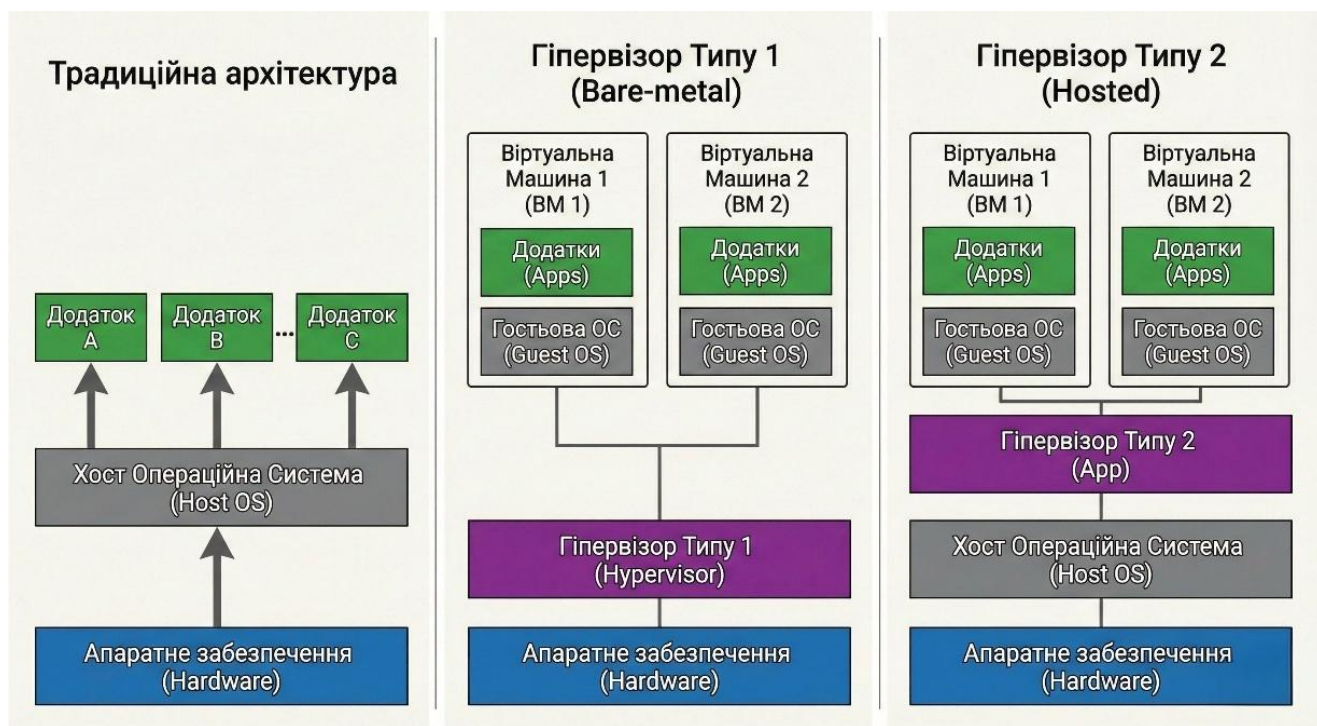 Традиційна архітектура
Додаток
A
Додаток
B
...
Додаток
C
Хост Операційна Система
(Host OS)
Апаратне забезпечення
(Hardware)
Гіпервізор Типу 1
(Bare-metal)
Віртуальна
Машина 1
(ВМ 1)
Додатки
(Apps)
Гостьова ОС
(Guest OS)
Віртуальна
Машина 2
(ВМ 2)
Додатки
(Apps)
Гостьова ОС
(Guest OS)
Гіпервізор Типу 1
(Hypervisor)
Апаратне забезпечення
(Hardware)
Гіпервізор Типу 2
(Hosted)
Віртуальна
Машина 1
(ВМ 1)
Додатки
(Apps)
Гостьова ОС
(Guest OS)
Віртуальна
Машина 2
(ВМ 2)
Додатки
(Apps)
Гостьова ОС
(Guest OS)
Гіпервізор Типу 2
(App)
Хост Операційна Система
(Host OS)
Апаратне забезпечення
(Hardware)